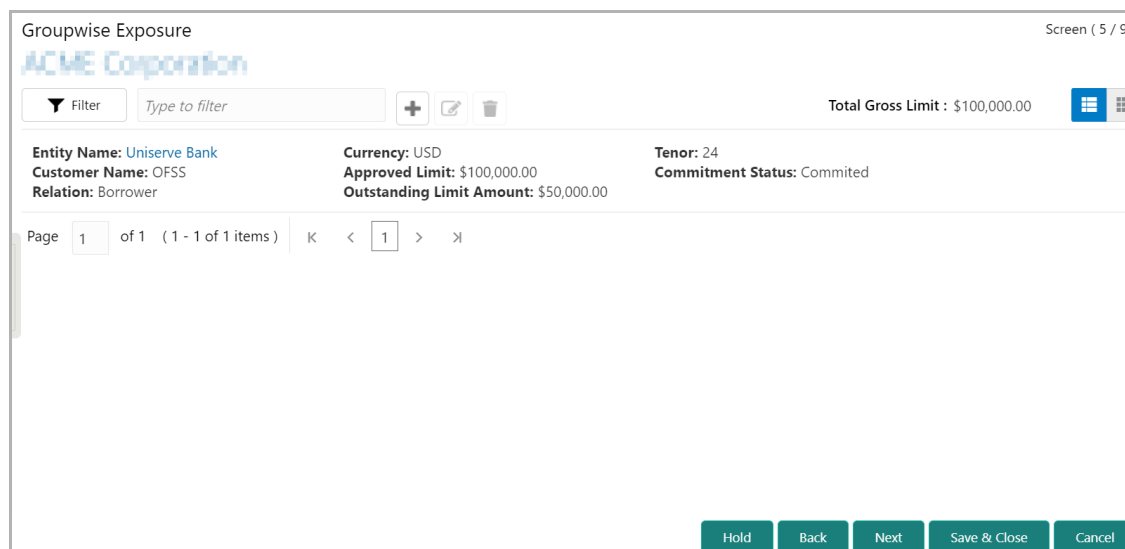 Groupwise Exposure
Screen ( 5 / 9
ACME Corporation
Filter
Type to filter
Total Gross Limit : $100,000.00
Entity Name: Uniserve Bank
Currency: USD
Tenor: 24
Customer Name: OFSS
Approved Limit: $100,000.00
Commitment Status: Commited
Relation: Borrower
Outstanding Limit Amount: $50,000.00
Page 1 of 1 ( 1 - 1 of 1 items ) 1
Hold
Back
Next
Save & Close
Cancel